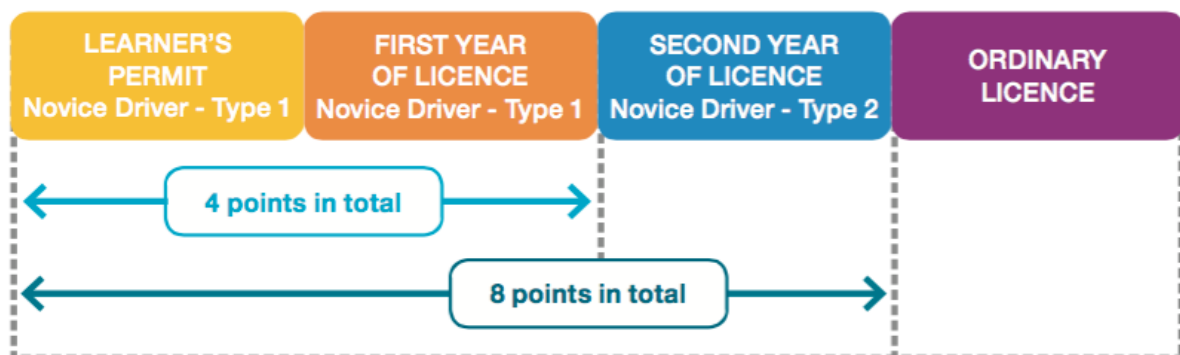 LEARNER'S
PERMIT
Novice Driver - Type 1
FIRST YEAR
OF LICENCE
Novice Driver - Type 1
SECOND YEAR
OF LICENCE
Novice Driver - Type 2
ORDINARY
LICENCE
4 points in total
8 points in total